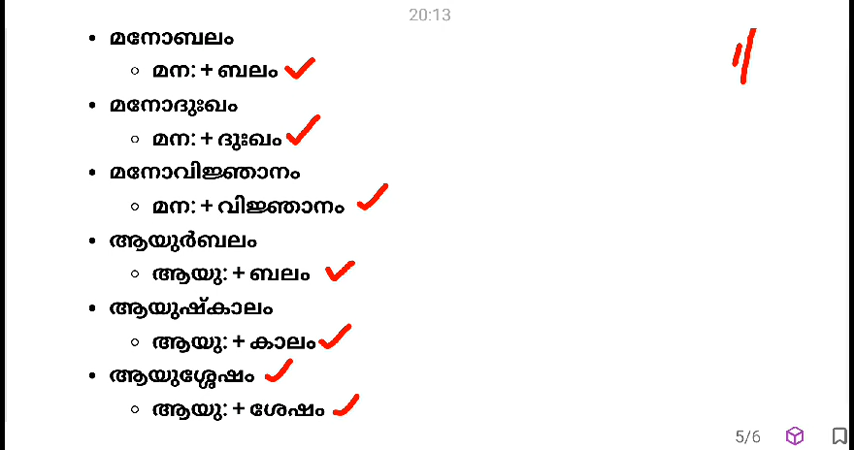 20:13
• മനോബലം
○ മന: + ബലം
• മനോദുഃഖം
○ മന: + ദുഃഖം
• മനോവിജ്ഞാനം
○ മന: + വിജ്ഞാനം
• ആയുർബലം
○ ആയു: + ബലം
• ആയുഷ്കാലം
○ ആയു: + കാലം
• ആയുശ്ശേഷം
○ ആയു: + ശേഷം
5/6